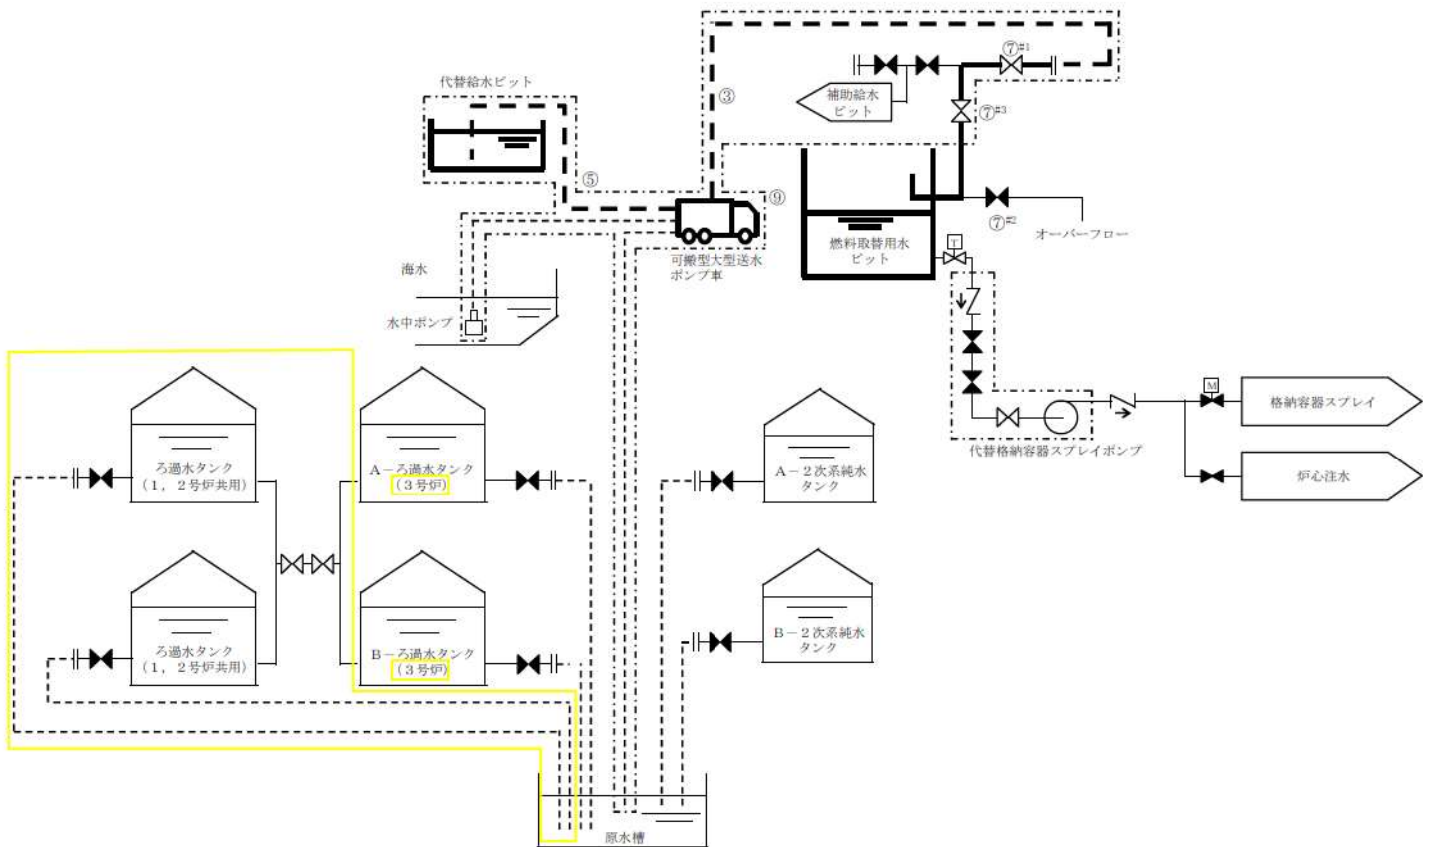 ⑦#1
代替給水ピット
③
補助給水
ピット
⑦#3
⑤
⑨
⑦#2
オーバーフロー
燃料取替用水
ピット
T
可搬型大型送水
ポンプ車
海水
水中ポンプ
M
格納容器スプレイ
代替格納容器スプレイポンプ
炉心注水
ろ過水タンク
(1,2号炉共用)
A-ろ過水タンク
(3号炉)
A-2次系純水
タンク
ろ過水タンク
(1,2号炉共用)
B-ろ過水タンク
(3号炉)
B-2次系純水
タンク
原水槽